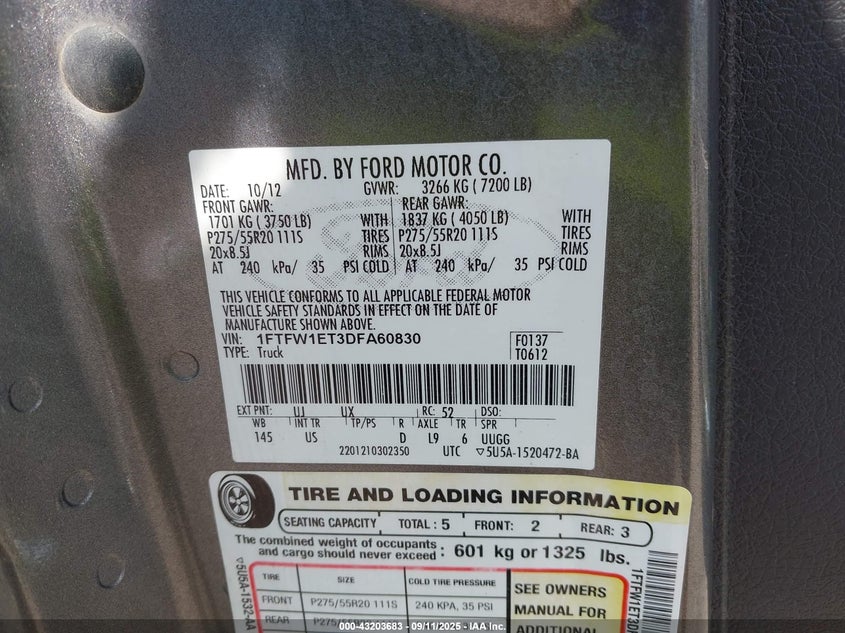 MFD. BY FORD MOTOR CO.
DATE: 10/12 GVWR: 3266 KG ( 7200 LB)
FRONT GAWR: REAR GAWR:
1701 KG ( 3750 LB) WITH 1837 KG ( 4050 LB) WITH
P275/55R20 111S TIRES P275/55R20 111S TIRES
20x8.5J RIMS 20x8.5J RIMS
AT 240 kPa/ 35 PSI COLD AT 240 kPa/ 35 PSI COLD
THIS VEHICLE CONFORMS TO ALL APPLICABLE FEDERAL MOTOR
VEHICLE SAFETY STANDARDS IN EFFECT ON THE DATE OF
MANUFACTURE SHOWN ABOVE.
VIN: 1FTFW1ET3DFA60830 F0137
TYPE: Truck T0612
EXT PNT: UJ UX RC: 52 DSO:
WB INT TR TP/PS R AXLE TR SPR
145 US D L9 6 UUGG
2201210302350 UTC ▽5U5A-1520472-BA
TIRE AND LOADING INFORMATION
SEATING CAPACITY TOTAL : 5 FRONT: 2 REAR: 3
The combined weight of occupants
and cargo should never exceed : 601 kg or 1325 lbs.
TIRE SIZE COLD TIRE PRESSURE
FRONT P275/55R20 111S 240 KPA, 35 PSI
REAR
SEE OWNERS
MANUAL FOR
ADDITIONAL
▽5U5A-1532-AA
1FTFW1ET3D
000-43203683 - 09/11/2025 - IAA Inc.